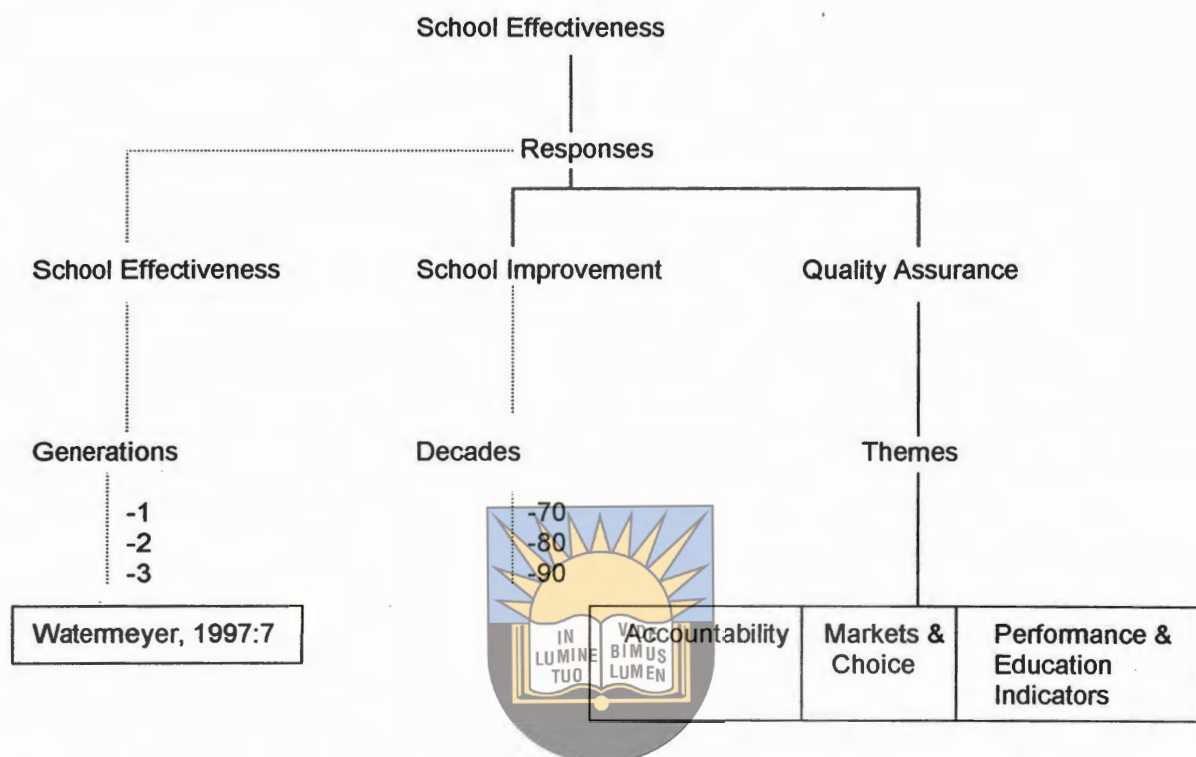 School Effectiveness
Responses
School Effectiveness
School Improvement
Quality Assurance
Generations
Decades
Themes
-1
-2
-3
-70
-80
-90
Watermeyer, 1997:7
Accountability
Markets &
Choice
Performance &
Education
Indicators
IN
LUMINE
TUO
BIMUS
LUMEN